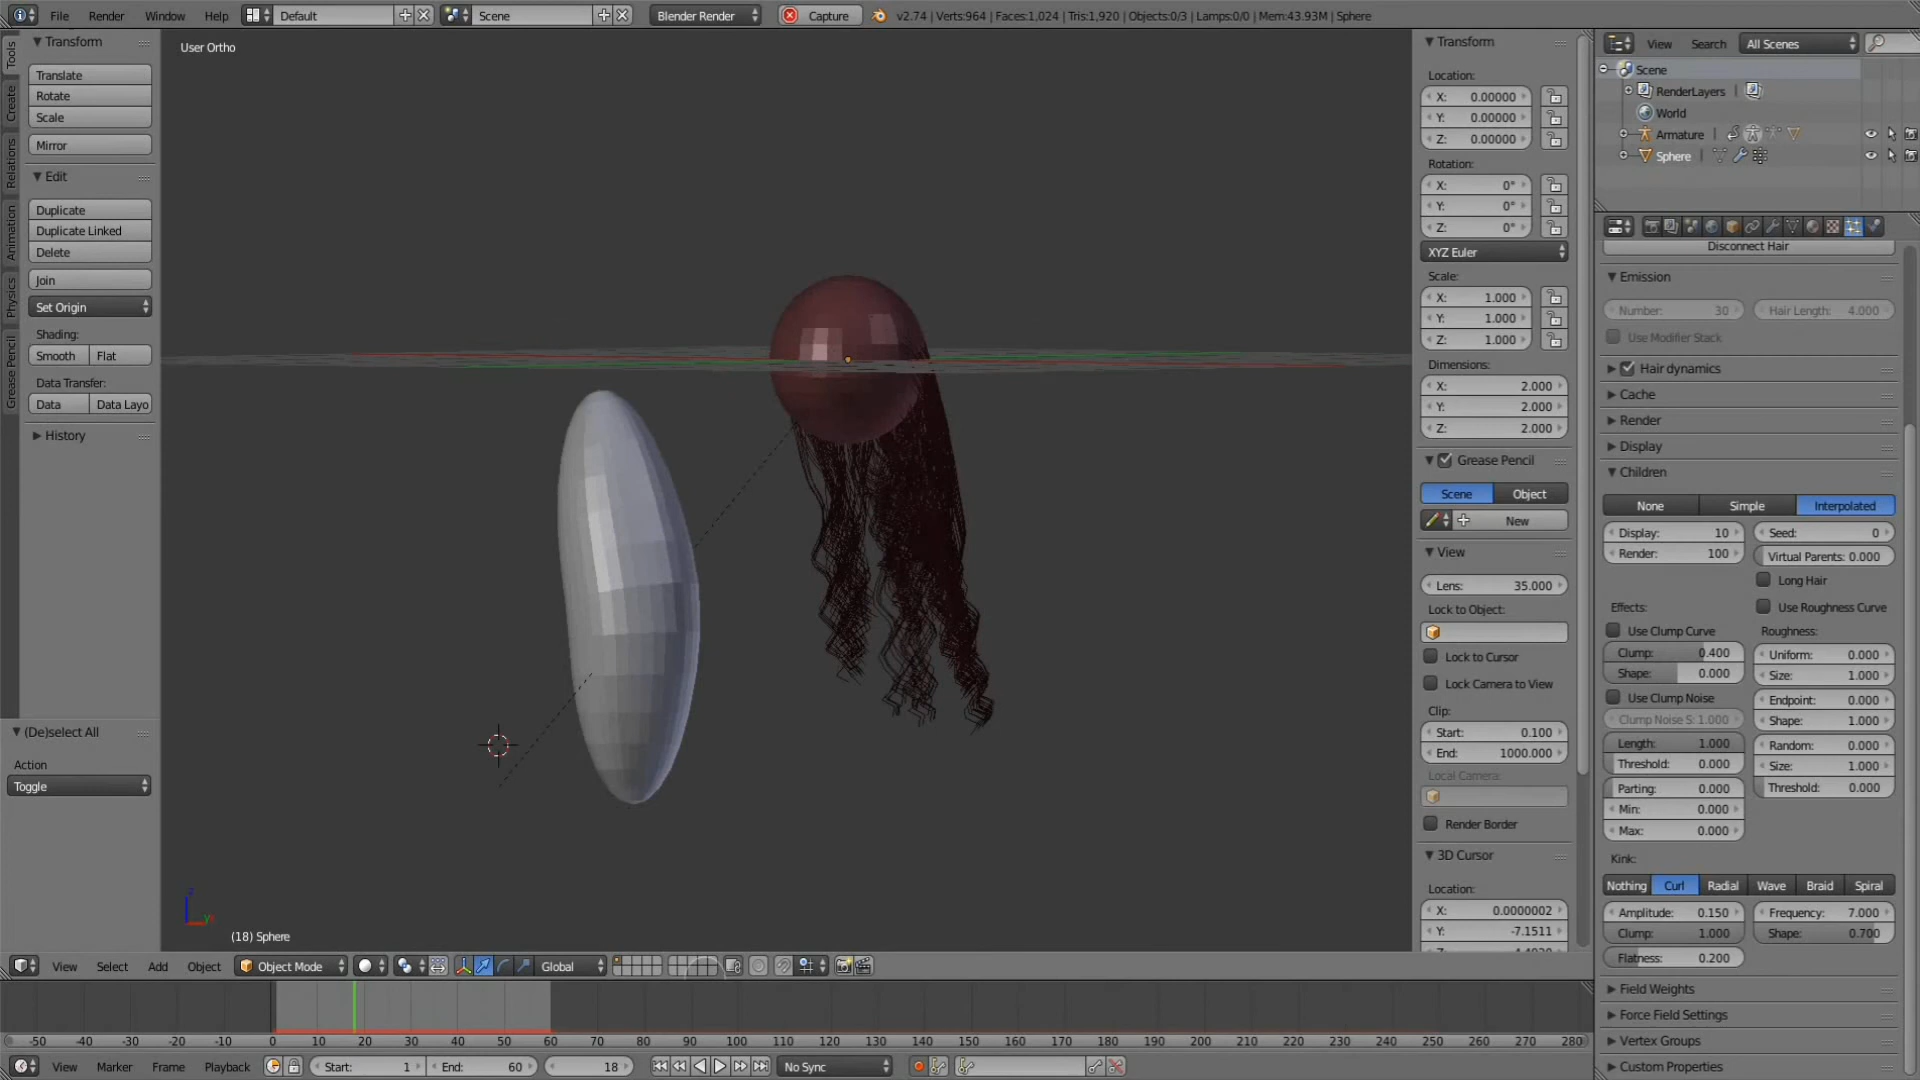 File Render Window Help Default Scene Blender Render Capture v2.74 | Verts:964 | Faces:1,024 | Tris:1,920 | Objects:0/3 | Lamps:0/0 | Mem:43.93M | Sphere
Tools
Create
Relations
Animation
Physics
Grease Pencil
Transform
Translate
Rotate
Scale
Mirror
Edit
Duplicate
Duplicate Linked
Delete
Join
Set Origin
Shading:
Smooth Flat
Data Transfer:
Data Data Layo
History
(De)select All
Action
Toggle
User Ortho
z
(18) Sphere
Transform
Location:
X: 0.00000
Y: 0.00000
Z: 0.00000
Rotation:
X: 0°
Y: 0°
Z: 0°
XYZ Euler
Scale:
X: 1.000
Y: 1.000
Z: 1.000
Dimensions:
X: 2.000
Y: 2.000
Z: 2.000
Grease Pencil
Scene Object
New
View
Lens: 35.000
Lock to Object:
Lock to Cursor
Lock Camera to View
Clip:
Start: 0.100
End: 1000.000
Local Camera:
Render Border
3D Cursor
Location:
X: 0.0000002
Y: -7.1511
View Search All Scenes
Scene
RenderLayers |
World
Armature |
Sphere |
Disconnect Hair
Emission
Number: 30 Hair Length: 4.000
Use Modifier Stack
Hair dynamics
Cache
Render
Display
Children
None Simple Interpolated
Display: 10 Seed: 0
Render: 100 Virtual Parents: 0.000
Long Hair
Effects: Use Roughness Curve
Use Clump Curve Roughness:
Clump: 0.400 Uniform: 0.000
Shape: 0.000 Size: 1.000
Use Clump Noise Endpoint: 0.000
Clump Noise S: 1.000 Shape: 1.000
Length: 1.000 Random: 0.000
Threshold: 0.000 Size: 1.000
Parting: 0.000 Threshold: 0.000
Min: 0.000
Max: 0.000
Kink:
Nothing Curl Radial Wave Braid Spiral
Amplitude: 0.150 Frequency: 7.000
Clump: 1.000 Shape: 0.700
Flatness: 0.200
Field Weights
Force Field Settings
Vertex Groups
Custom Properties
View Select Add Object Object Mode Global
-50 -40 -30 -20 -10 0 10 20 30 40 50 60 70 80 90 100 110 120 130 140 150 160 170 180 190 200 210 220 230 240 250 260 270 280
View Marker Frame Playback Start: 1 End: 60 18 No Sync